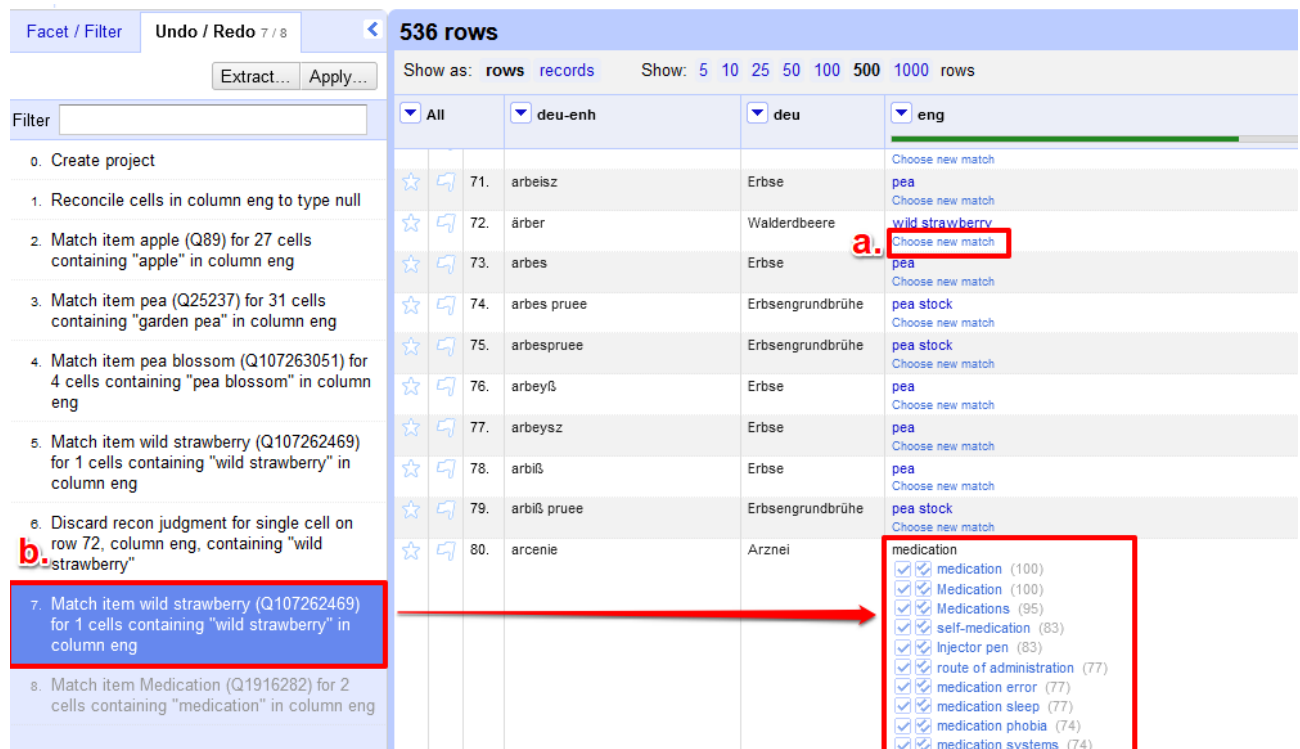 Facet / Filter
Undo / Redo 7 / 8
Extract...
Apply...
Filter
0. Create project
1. Reconcile cells in column eng to type null
2. Match item apple (Q89) for 27 cells
containing "apple" in column eng
3. Match item pea (Q25237) for 31 cells
containing "garden pea" in column eng
4. Match item pea blossom (Q107263051) for
4 cells containing "pea blossom" in column
eng
5. Match item wild strawberry (Q107262469)
for 1 cells containing "wild strawberry" in
column eng
6. Discard recon judgment for single cell on
row 72, column eng, containing "wild
strawberry"
b.
7. Match item wild strawberry (Q107262469)
for 1 cells containing "wild strawberry" in
column eng
8. Match item Medication (Q1916282) for 2
cells containing "medication" in column eng
536 rows
Show as: rows records Show: 5 10 25 50 100 500 1000 rows
All deu-enh deu eng
Choose new match
71. arbeisz Erbse pea
Choose new match
72. ärber Walderdbeere wild strawberry
a. Choose new match
73. arbes Erbse pea
Choose new match
74. arbes pruee Erbsengrundbrühe pea stock
Choose new match
75. arbespruee Erbsengrundbrühe pea stock
Choose new match
76. arbeyß Erbse pea
Choose new match
77. arbeysz Erbse pea
Choose new match
78. arbiß Erbse pea
Choose new match
79. arbiß pruee Erbsengrundbrühe pea stock
Choose new match
80. arcenie Arznei medication
medication (100)
Medication (100)
Medications (95)
self-medication (83)
Injector pen (83)
route of administration (77)
medication error (77)
medication sleep (77)
medication phobia (74)
medication systems (74)